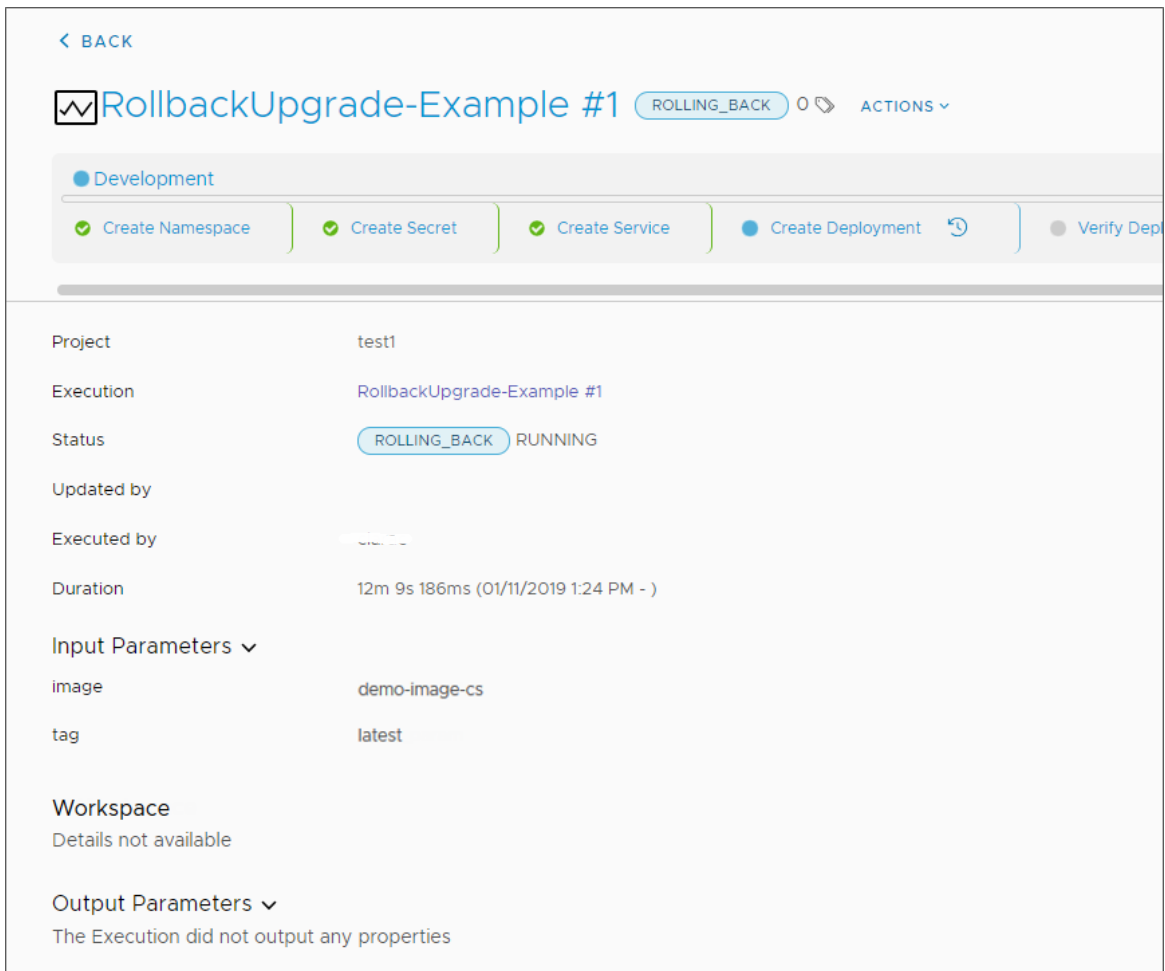 BACK
RollbackUpgrade-Example #1 ROLLING_BACK 0 ACTIONS
Development
Create Namespace Create Secret Create Service Create Deployment Verify Depl
Project test1
Execution RollbackUpgrade-Example #1
Status ROLLING_BACK RUNNING
Updated by
Executed by
Duration 12m 9s 186ms (01/11/2019 1:24 PM - )
Input Parameters
image demo-image-cs
tag latest
Workspace
Details not available
Output Parameters
The Execution did not output any properties